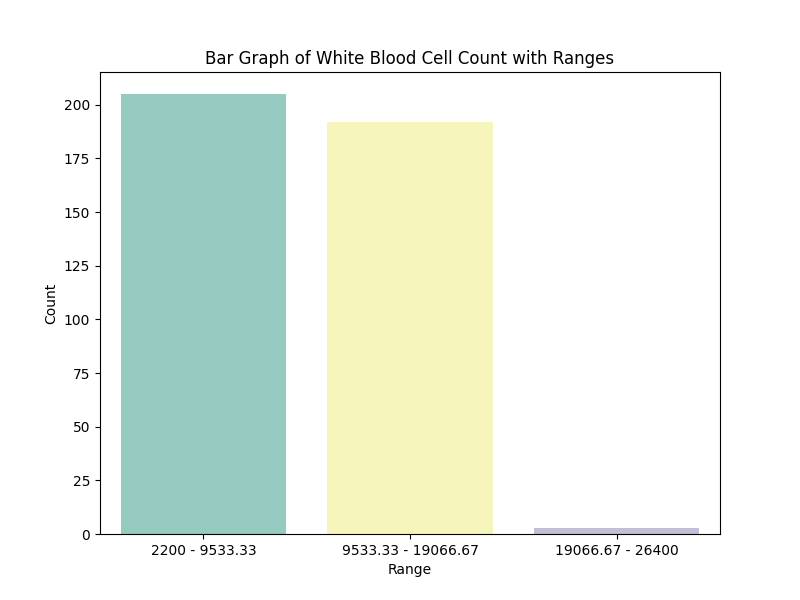 Bar Graph of White Blood Cell Count with Ranges
200
175
150
125
100
75
50
25
0
Count
2200 - 9533.33
9533.33 - 19066.67
19066.67 - 26400
Range